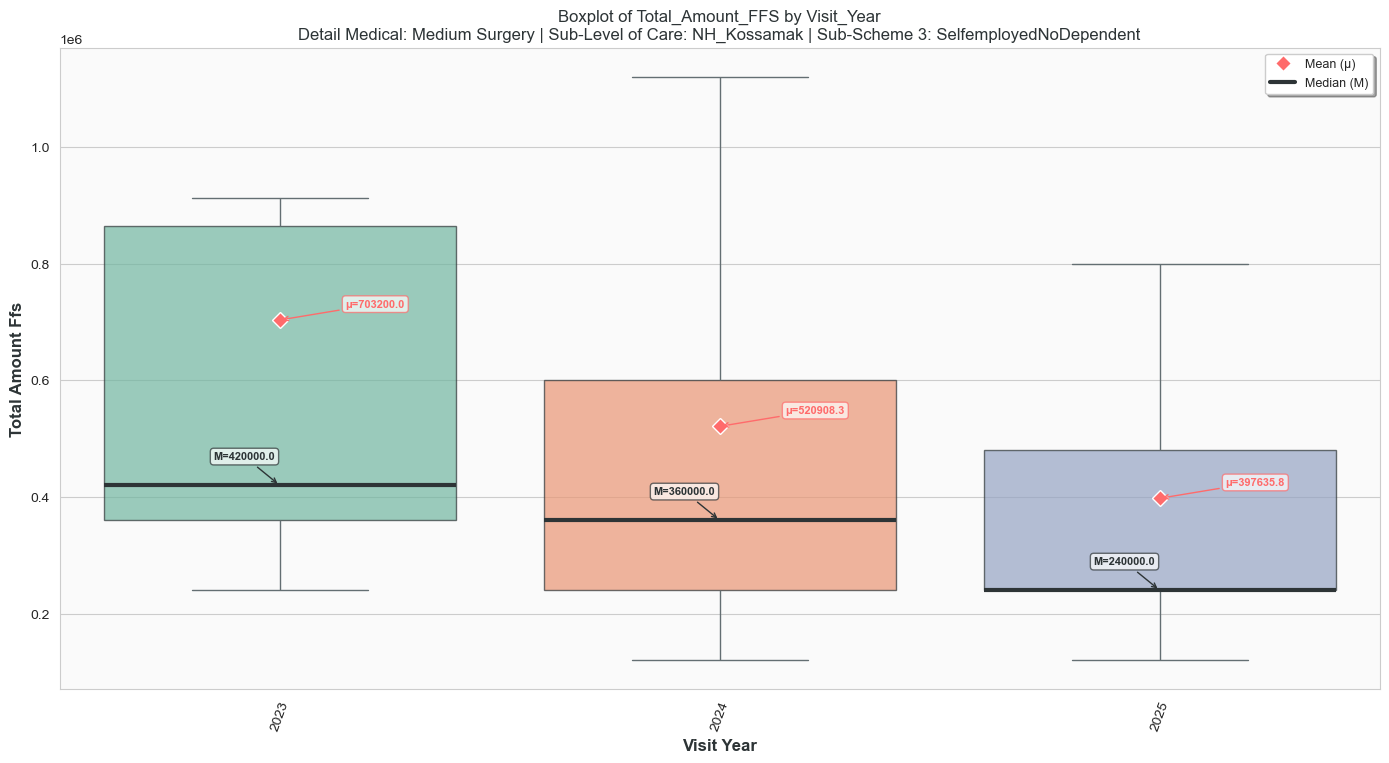 Boxplot of Total_Amount_FFS by Visit_Year
Detail Medical: Medium Surgery | Sub-Level of Care: NH_Kossamak | Sub-Scheme 3: SelfemployedNoDependent
1e6
Mean (μ)
Median (M)
1.0
0.8
0.6
0.4
0.2
Total Amount Ffs
μ=703200.0
M=420000.0
μ=520908.3
M=360000.0
μ=397635.8
M=240000.0
2023
2024
2025
Visit Year